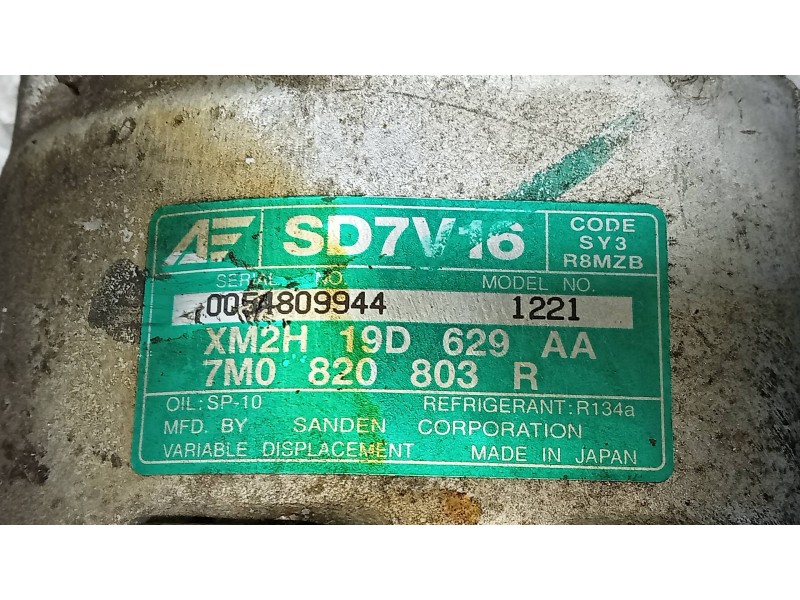 AE SD7V16 CODE
SY3
R8MZB
SERIAL NO. MODEL NO.
0054809944 1221
XM2H 19D 629 AA
7M0 820 803 R
OIL: SP-10 REFRIGERANT: R134a
MFD. BY SANDEN CORPORATION
VARIABLE DISPLACEMENT MADE IN JAPAN